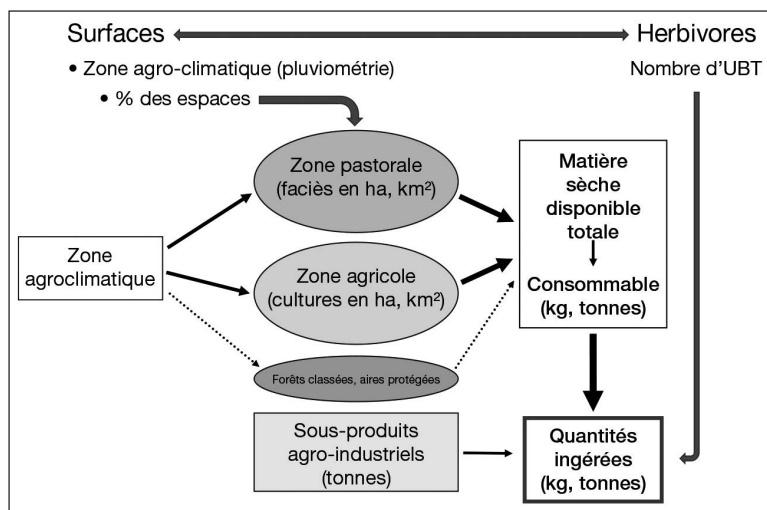 Surfaces
Herbivores
• Zone agro-climatique (pluviométrie)
Nombre d'UBT
• % des espaces
Zone pastorale
(faciès en ha, km²)
Matière
sèche
disponible
totale
Consommable
(kg, tonnes)
Zone
agroclimatique
Zone agricole
(cultures en ha, km²)
Forêts classées, aires protégées
Sous-produits
agro-industriels
(tonnes)
Quantités
ingérées
(kg, tonnes)